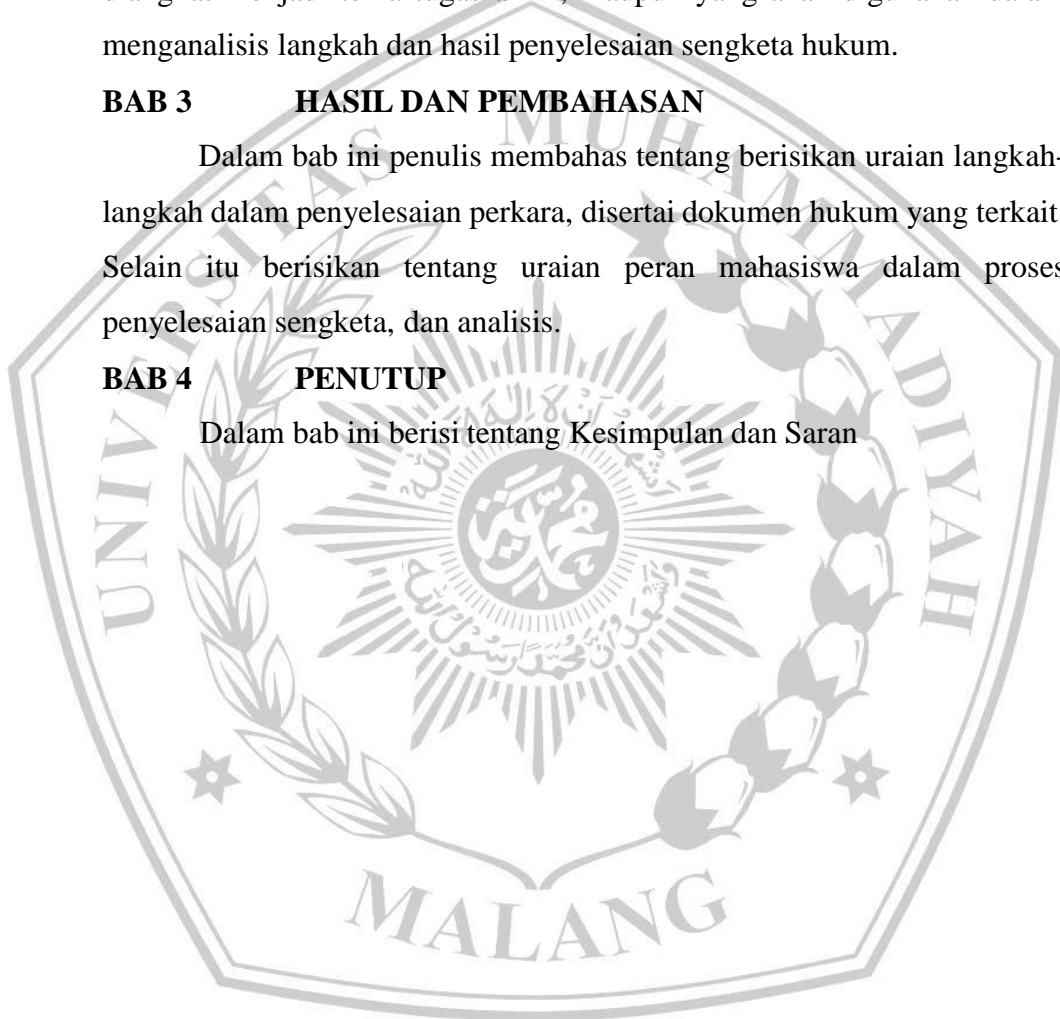 menganalisis langkah dan hasil penyelesaian sengketa hukum.
BAB 3 HASIL DAN PEMBAHASAN
Dalam bab ini penulis membahas tentang berisikan uraian langkah-
langkah dalam penyelesaian perkara, disertai dokumen hukum yang terkait
Selain itu berisikan tentang uraian peran mahasiswa dalam proses
penyelesaian sengketa, dan analisis.
BAB 4 PENUTUP
Dalam bab ini berisi tentang Kesimpulan dan Saran
UNIVERSITAS MUHAMMADIYAH
MALANG